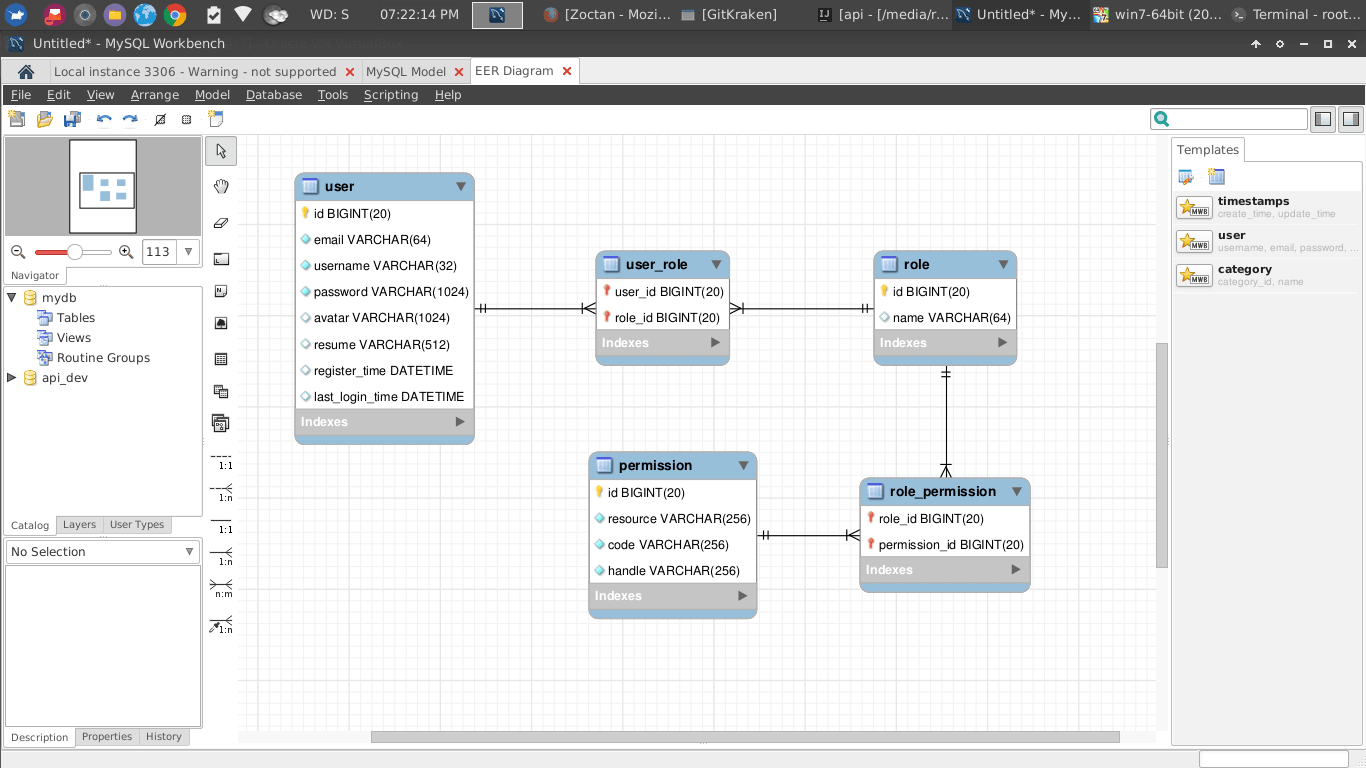 WD: S
07:22:14 PM
[Zoctan - Mozi...
[GitKraken]
[api - [/media/r...
Untitled* - My...
win7-64bit (20...
Terminal - root...
Untitled* - MySQL Workbench
Local instance 3306 - Warning - not supported
MySQL Model
EER Diagram
File Edit View Arrange Model Database Tools Scripting Help
113
Navigator
mydb
Tables
Views
Routine Groups
api_dev
Catalog
Layers
User Types
No Selection
Description
Properties
History
1:1
1:n
1:1
1:n
n:m
1:n
user
id BIGINT(20)
email VARCHAR(64)
username VARCHAR(32)
password VARCHAR(1024)
avatar VARCHAR(1024)
resume VARCHAR(512)
register_time DATETIME
last_login_time DATETIME
Indexes
user_role
user_id BIGINT(20)
role_id BIGINT(20)
Indexes
role
id BIGINT(20)
name VARCHAR(64)
Indexes
permission
id BIGINT(20)
resource VARCHAR(256)
code VARCHAR(256)
handle VARCHAR(256)
Indexes
role_permission
role_id BIGINT(20)
permission_id BIGINT(20)
Indexes
Templates
MWB
timestamps
create_time, update_time
MWB
user
username, email, password, ...
MWB
category
category_id, name